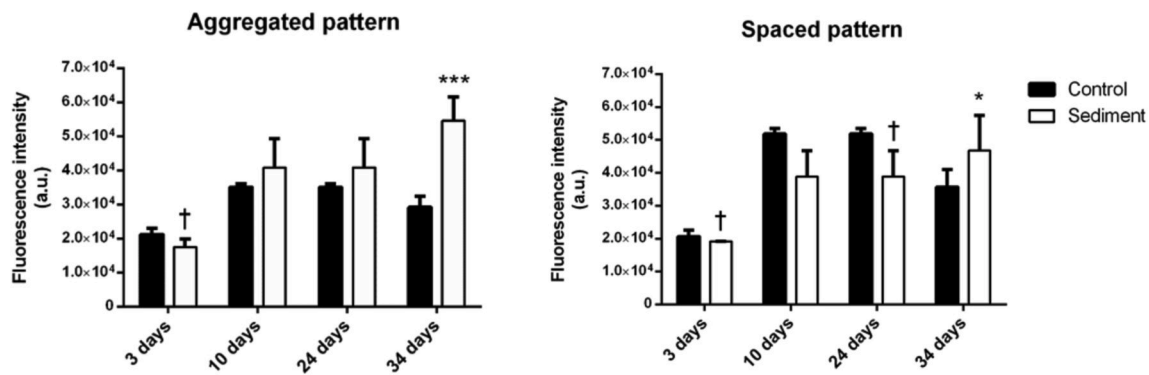 Aggregated pattern
Fluorescence intensity
(a.u.)
7.0×10⁴
6.0×10⁴
5.0×10⁴
4.0×10⁴
3.0×10⁴
2.0×10⁴
1.0×10⁴
0
†
***
3 days
10 days
24 days
34 days
Spaced pattern
Fluorescence intensity
(a.u.)
7.0×10⁴
6.0×10⁴
5.0×10⁴
4.0×10⁴
3.0×10⁴
2.0×10⁴
1.0×10⁴
0
†
†
*
3 days
10 days
24 days
34 days
Control
Sediment